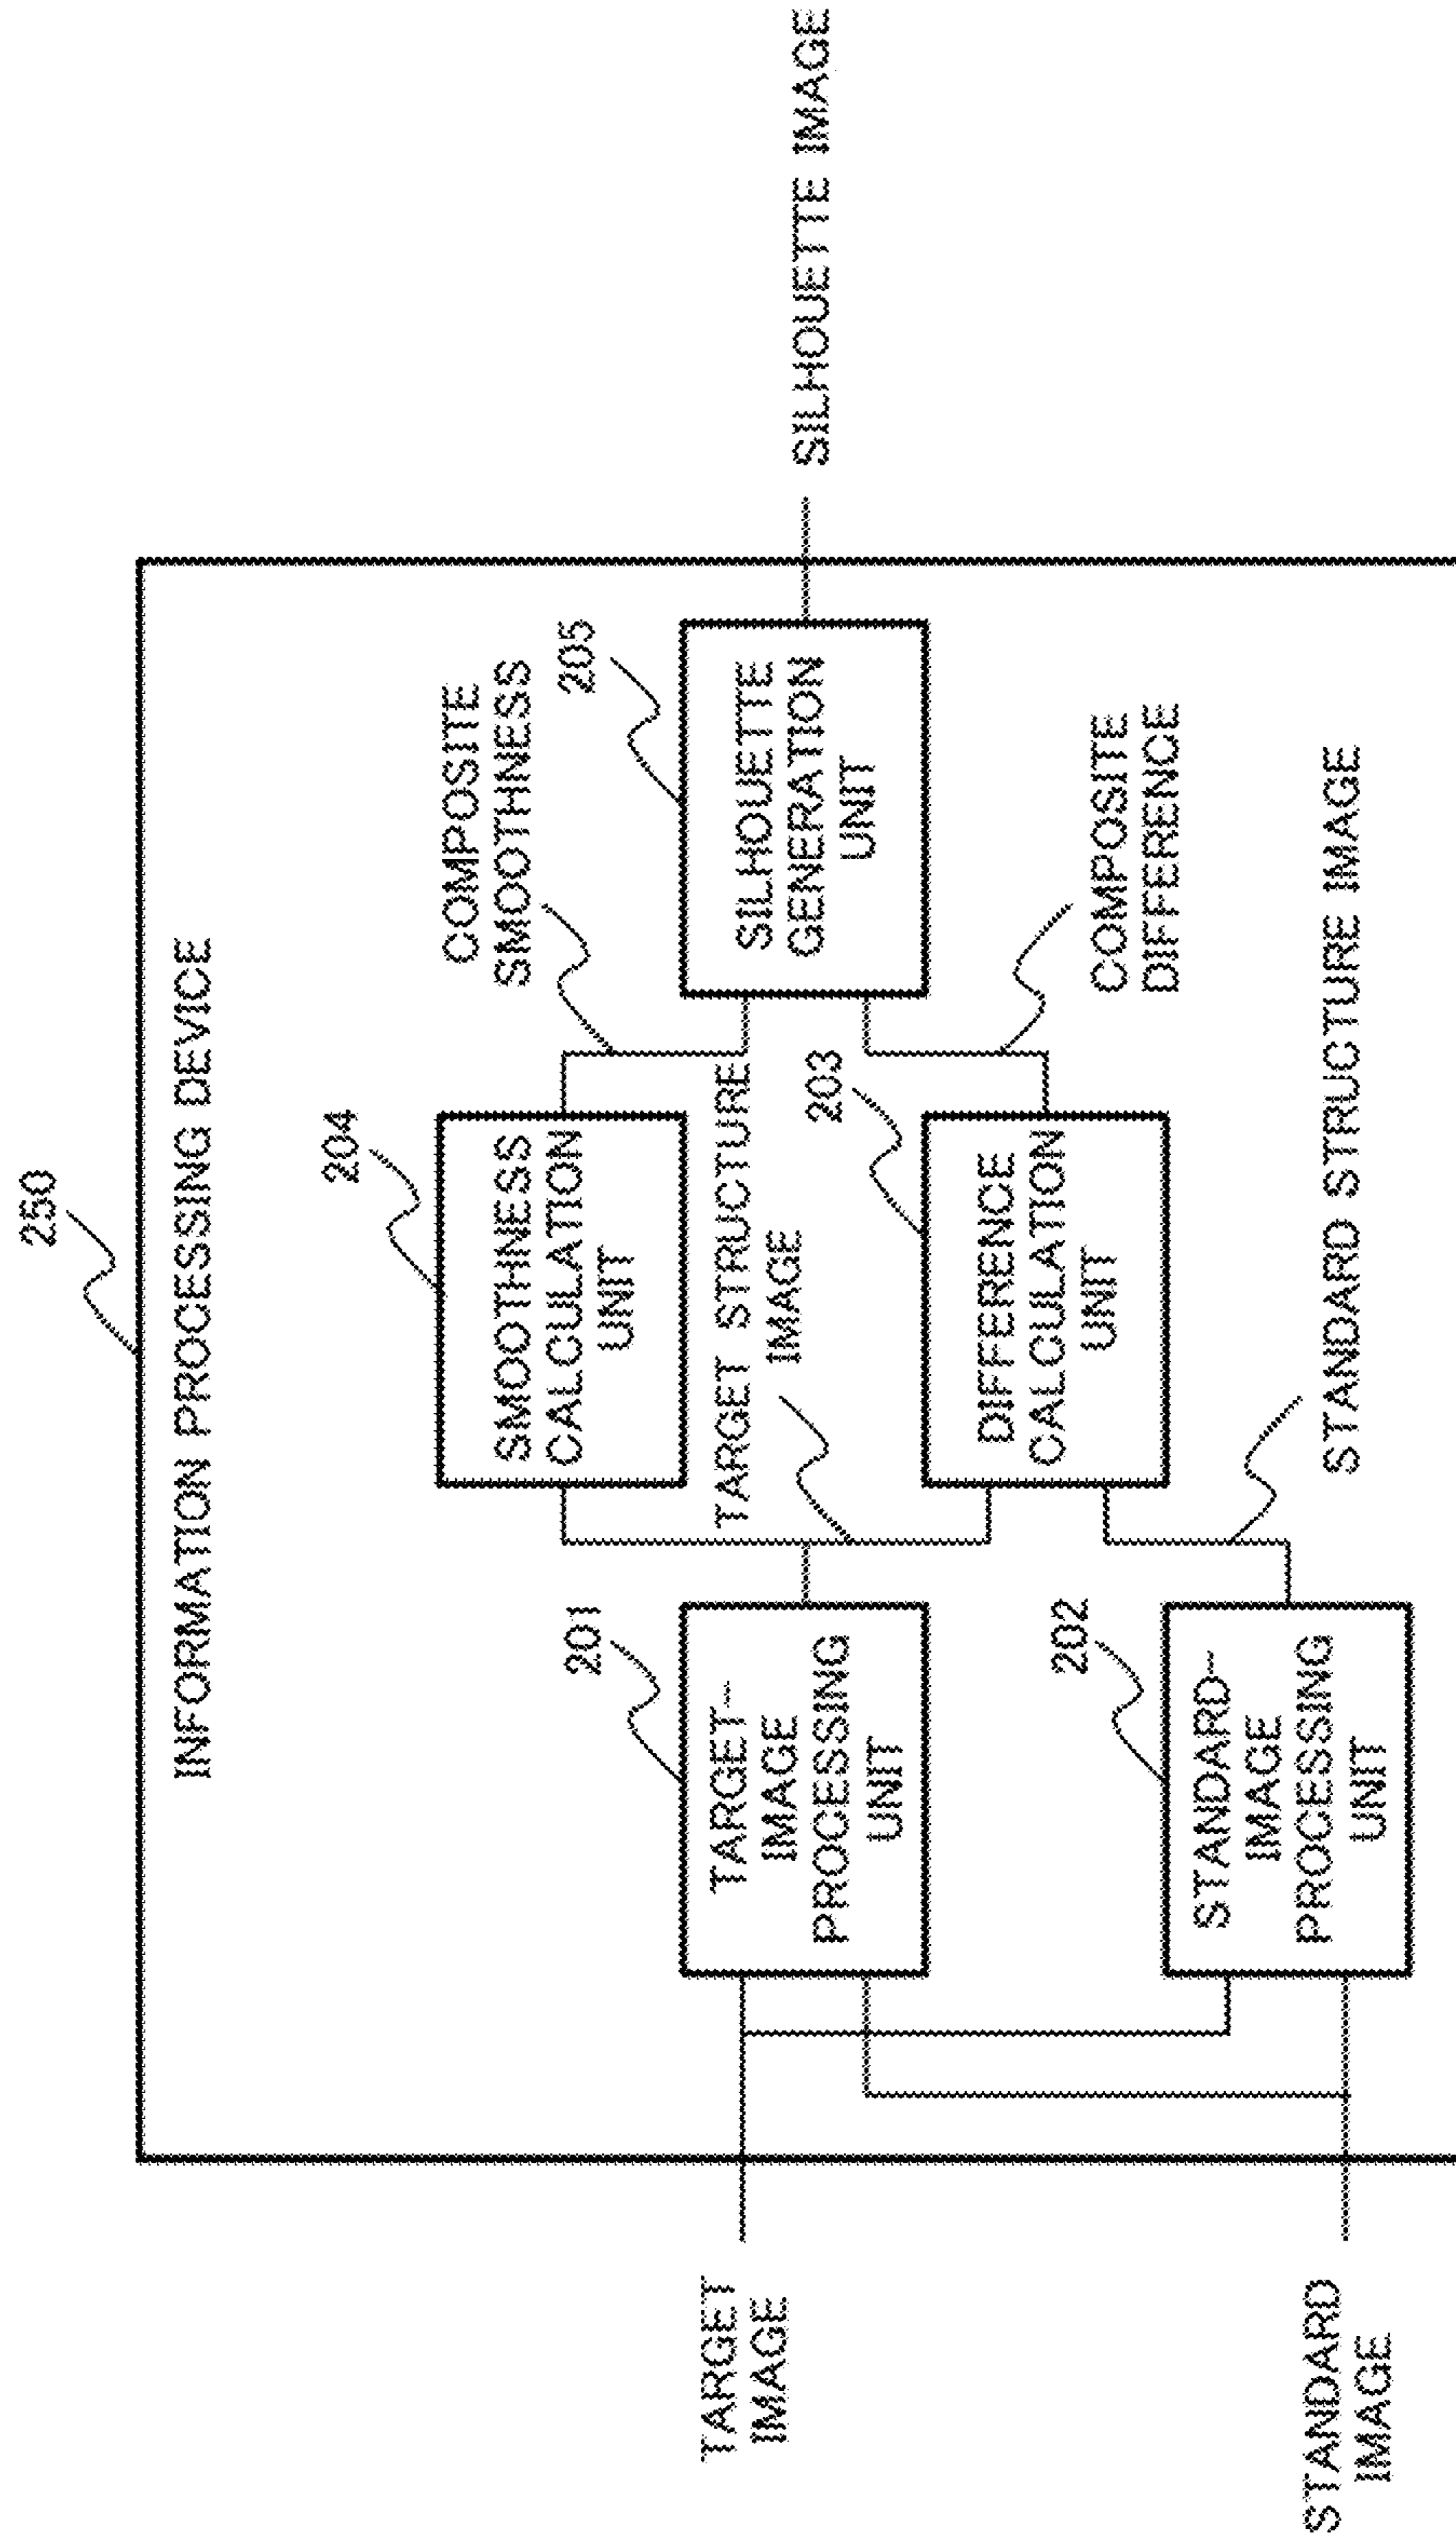 250
INFORMATION PROCESSING DEVICE
204
SMOOTHNESS
CALCULATION
UNIT
COMPOSITE
SMOOTHNESS
205
TARGET
IMAGE
201
TARGET-
IMAGE
PROCESSING
UNIT
TARGET STRUCTURE
IMAGE
SILHOUETTE
GENERATION
UNIT
SILHOUETTE IMAGE
203
DIFFERENCE
CALCULATION
UNIT
COMPOSITE
DIFFERENCE
202
STANDARD
IMAGE
STANDARD-
IMAGE
PROCESSING
UNIT
STANDARD STRUCTURE IMAGE